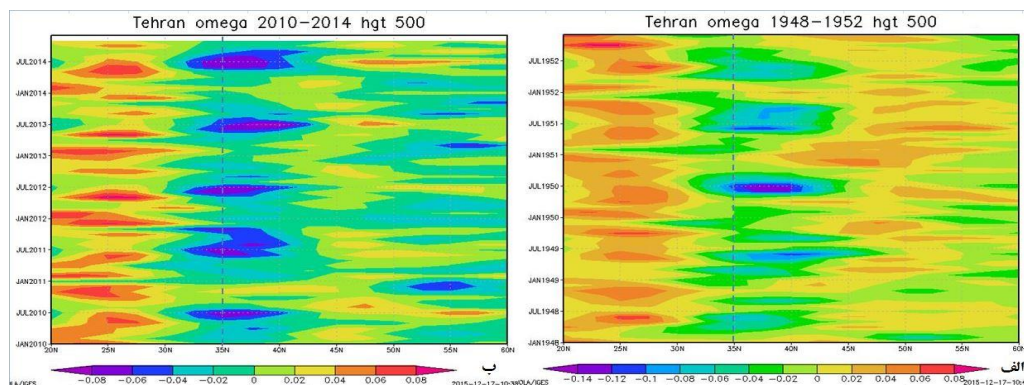 Tehran omega 2010-2014 hgt 500
JUL2014
JAN2014
JUL2013
JAN2013
JUL2012
JAN2012
JUL2011
JAN2011
JUL2010
JAN2010
20N 25N 30N 35N 40N 45N 50N 55N 60N
-0.08 -0.06 -0.04 -0.02 0 0.02 0.04 0.06 0.08
ب
Tehran omega 1948-1952 hgt 500
JUL1952
JAN1952
JUL1951
JAN1951
JUL1950
JAN1950
JUL1949
JAN1949
JUL1948
JAN1948
20N 25N 30N 35N 40N 45N 50N 55N 60N
-0.14 -0.12 -0.1 -0.08 -0.06 -0.04 -0.02 0 0.02 0.04 0.06 0.08
الف